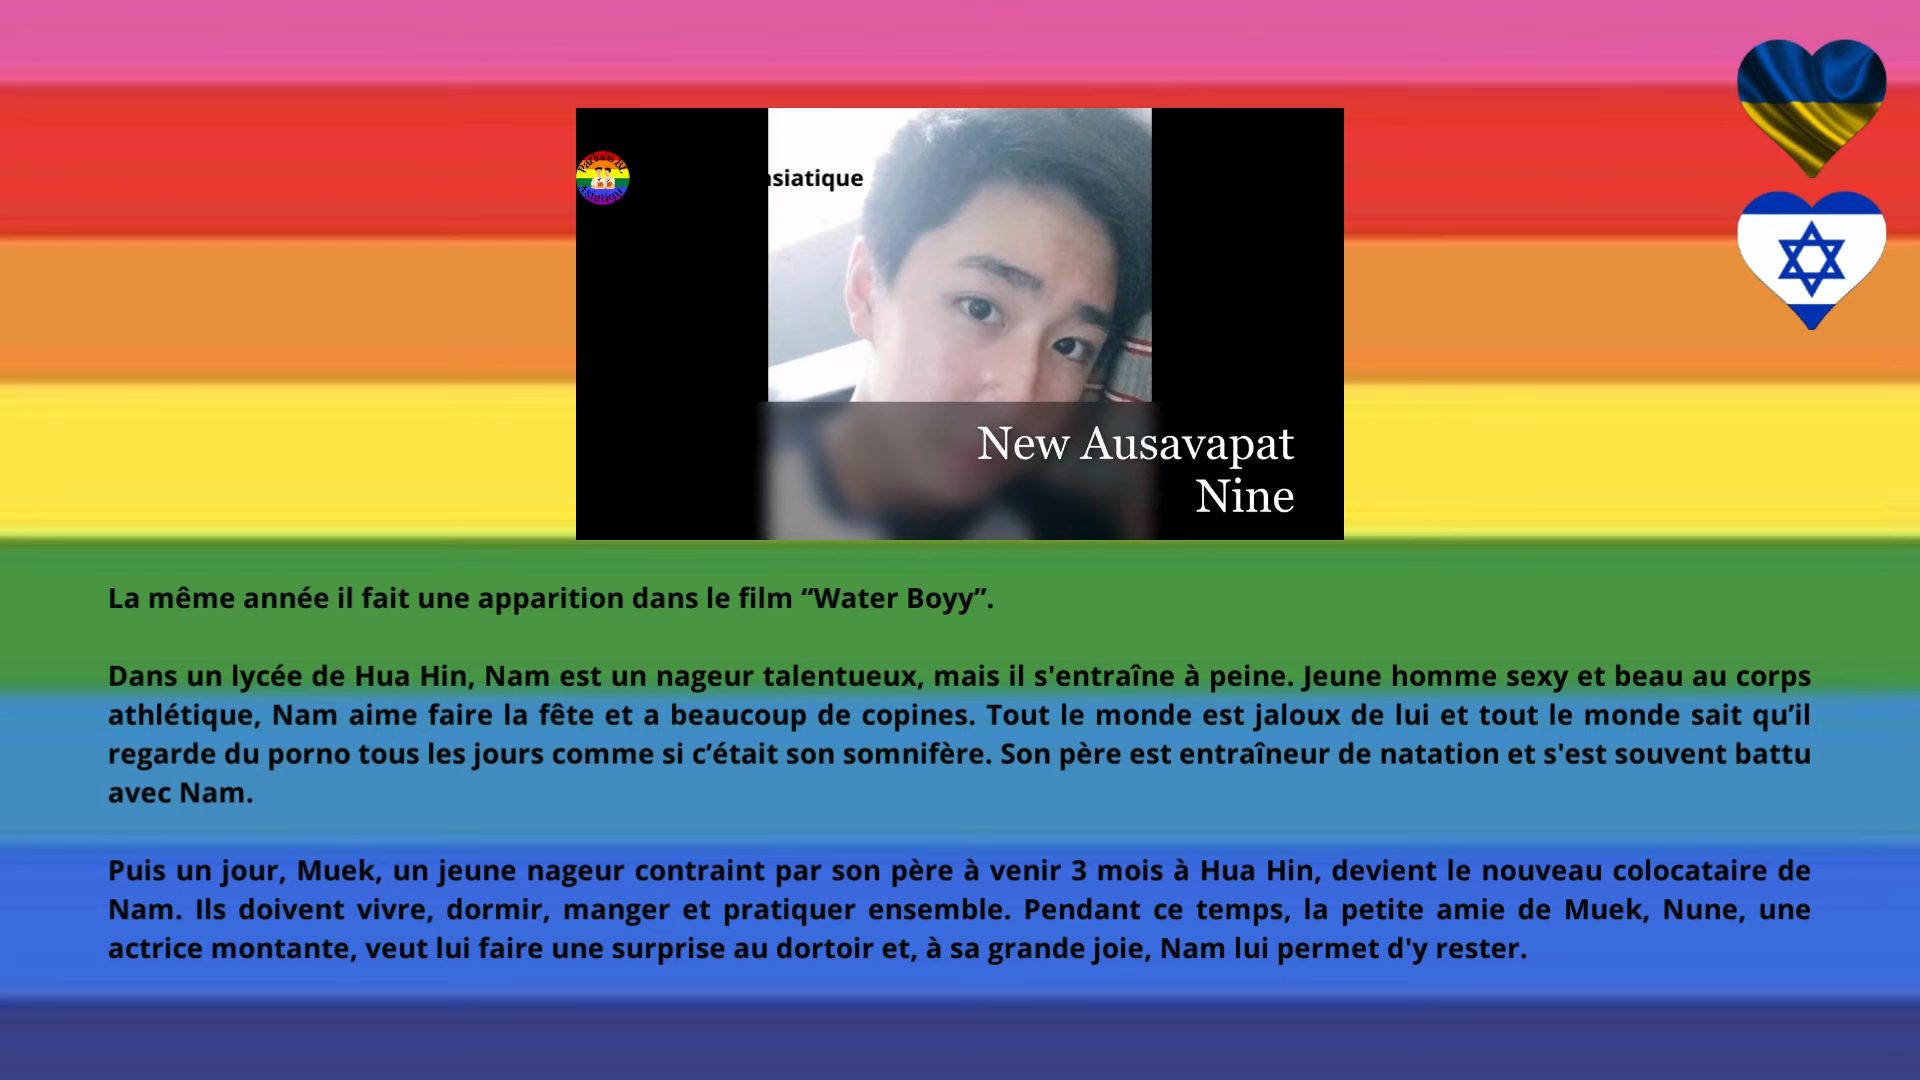 Parlons BL
Asiatique
asiatique
New Ausavapat
Nine
La même année il fait une apparition dans le film “Water Boyy”.
Dans un lycée de Hua Hin, Nam est un nageur talentueux, mais il s'entraîne à peine. Jeune homme sexy et beau au corps
athlétique, Nam aime faire la fête et a beaucoup de copines. Tout le monde est jaloux de lui et tout le monde sait qu’il
regarde du porno tous les jours comme si c’était son somnifère. Son père est entraîneur de natation et s'est souvent battu
avec Nam.
Puis un jour, Muek, un jeune nageur contraint par son père à venir 3 mois à Hua Hin, devient le nouveau colocataire de
Nam. Ils doivent vivre, dormir, manger et pratiquer ensemble. Pendant ce temps, la petite amie de Muek, Nune, une
actrice montante, veut lui faire une surprise au dortoir et, à sa grande joie, Nam lui permet d'y rester.